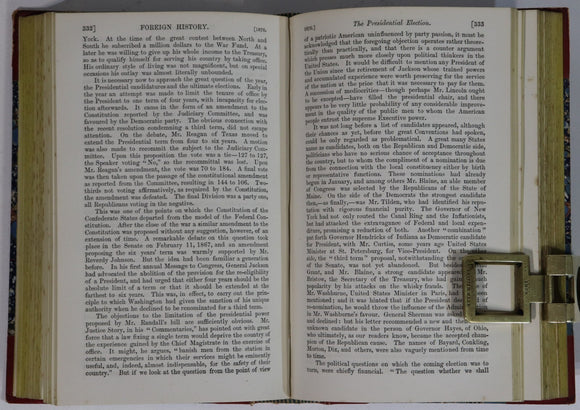 332] FOREIGN HISTORY. [1876.
York. At the time of the great contest between North and
South he subscribed a million dollars to the War Fund. At a
later he was willing to give up his whole income to the Treasury,
so as to qualify himself for serving his country by taking office.
His ordinary style of living was not magnificent, but on special
occasions his outlay was almost literally unbounded.
It is necessary now to approach the great question of the year,
the Presidential candidatures and the ultimate elections. Early in
the year an attempt was made to limit the tenure of office by
the President to one term of four years, with incapacity for elec-
tion afterwards. It came in the form of an amendment to the
Constitution reported by the Judiciary Committee, and was
favoured by the Democratic party. The obvious connection with
the recent resolution condemning a third term, did not escape
attention. On the debate, Mr. Reagan of Texas moved to
extend the Presidential term from four to six years. A motion
was also made to recommit the subject to the Judiciary Com-
mittee. Upon this proposition the vote was a tie—127 to 127,
the Speaker voting "No," so the recommittal was lost. Upon
Mr. Reagan's amendment, the vote was 70 to 184. A final vote
was then taken upon the passage of the constitutional amendment
as reported from the Committee, resulting in 144 to 106. Two-
thirds not voting affirmatively, as required by the Constitution,
the amendment was defeated. The final Division was a party one,
all Republicans voting in the negative.
This was one of the points on which the Constitution of the
Confederate States departed from the model of the Federal Con-
stitution. After the close of the war a similar amendment to the
Constitution was proposed without any suggestion, however, of an
extension of time. A remarkable debate on this question took
place in the Senate on February 11, 1867, and an amendment
proposing the six years' term was warmly supported by Mr.
Reverdy Johnson. But the idea had been formulated a generation
before. In his first annual Message to Congress, General Jackson
had advocated the abolition of the provision for the re-eligibility
of a President, and urged that either four years should be the
absolute limit of a term or that it should be extended at the
farthest to six years. This was, in effect, to carry out the prin-
ciple to which Washington had given the sanction of his unique
authority when he declined to be renominated for a third term.
The objections to the limitation of the presidential power
proposed by Mr. Randall's bill are sufficiently obvious. Mr.
Justice Story, in his "Commentaries," has pointed out with great
force that a law fixing a single term would deprive the country of
the experience gained by the Chief Magistrate in the exercise of
office. It might, he argues, "banish men from the station in
certain emergencies in which their services might be eminently
useful, and, indeed, almost indispensable, for the safety of their
country." But if we look at the question from the point of view
1876.] The Presidential Election. [333
of a patriotic American uninfluenced by party passion, it must be
acknowledged that the foregoing objection operates rather theore-
tically than practically, and that is there is a counter argument
which presses much more closely upon political thinkers in the
United States. It would be difficult to mention any President of
the Union since the retirement of Jackson whose trained powers
and accumulated experience were worth preserving for the service
of the nation at the price that it was necessary to pay for them.
A succession of mediocrities—though perhaps Mr. Lincoln ought
to be excepted—have filled the presidential chair, and there
appears to be very little probability of any considerable improve-
ment in the quality of the public men to whom the American
people entrust the supreme Executive power.
It was not long before a list of candidates appeared, although
their chances as yet, before the great Conventions had spoken,
could be only regarded as problematical. A great many States
name as candidates, both on the Republican and Democratic side,
politicians who have no serious chance of acceptance throughout
the country, but to whom the compliment of a nomination is due
from the connection with the local constituency either by birth
or representative functions. These nominations had already
began in January, and among others Mr. Blaine, an able member
of Congress was selected by the Republicans of the State of
Maine. On the side of the Democrats the strongest candidate
was, as finally,—was Mr. Tilden, who had identified his repu-
tation with rigorous financial purity. The Governor of New
York had not only routed the Canal Ring and the Inflationists,
but had attacked the extravagance of Federal and local expen-
diture, promising a reduction of both. Another "combination"
put forward Governor Hendricks of Indiana as Democratic candidate
for President, with Mr. Curtin, some years ago United States
Minister at St. Petersburg, for Vice-President. On the other
side, the "third term" proposal, notwithstanding the
of the Senate, was not yet abandoned. But besides
Grant, and Mr. Blaine, a strong candidate appeared Mr.
Bristow, the Secretary of the Treasury, who had gained such
popularity by his attacks on the whisky frauds. The
Mr. Washburne, United States Minister in Paris, had
mentioned; and it was hinted that if the President declined
nomination, he would throw the influence of the Adm
Mr. Washburne's favour. General Sherman was asked
and declined; but his letter recommended a new and
unknown candidate in the person of Governor Hayes, of Ohio,
who ultimately, as our readers know, became the accepted cham-
pion of the Republican cause. The names of Bayard, Conkling,
Morton, Dix, and others, were also vaguely mentioned from time
to time.
The political questions on which the coming election was to
turn, were chiefly financial. "The question whether we shall